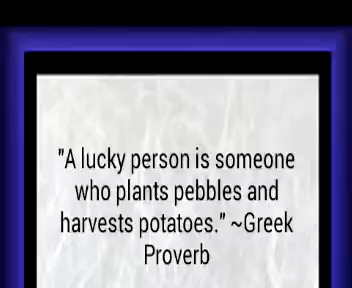 "A lucky person is someone
who plants pebbles and
harvests potatoes." ~Greek
Proverb